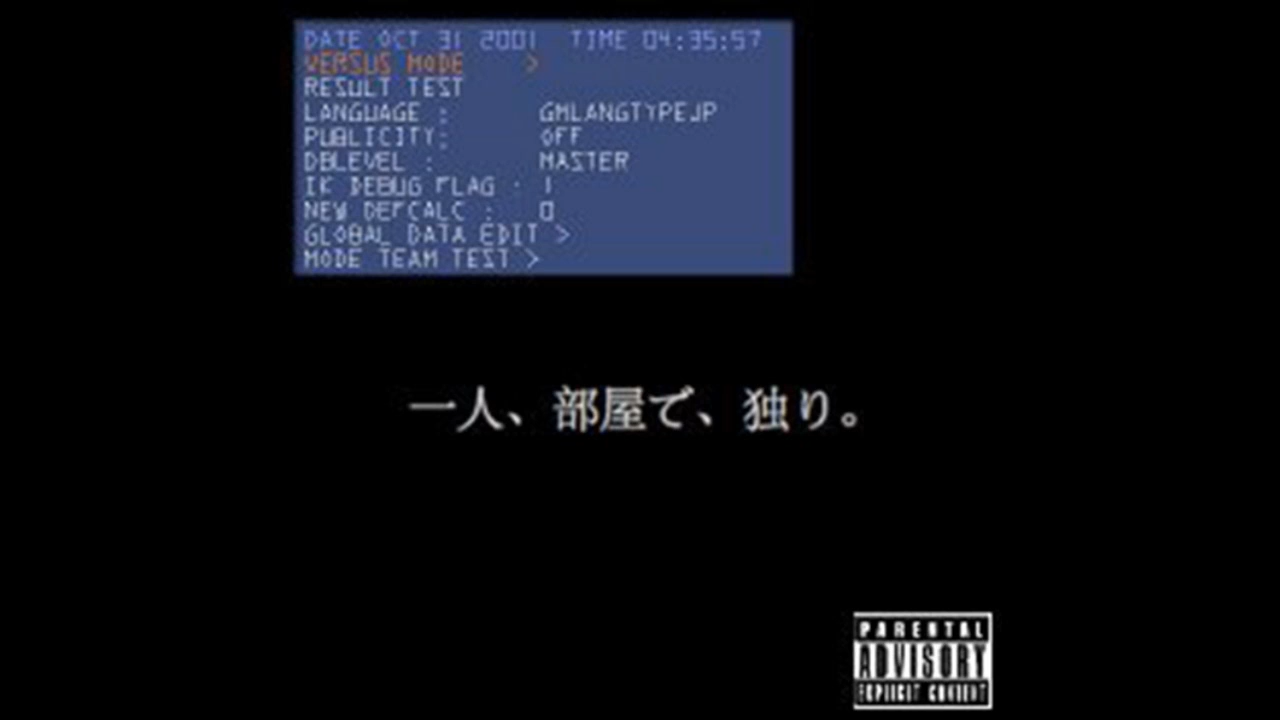 DATE OCT 31 2001 TIME 04:35:57
VERSUS MODE >
RESULT TEST
LANGUAGE : GMLANGTYPEJP
PUBLICITY: OFF
DBLEVEL : MASTER
IK DEBUG FLAG : 1
NEW DEFCALC : 0
GLOBAL DATA EDIT >
MODE TEAM TEST >
一人、部屋で、独り。
PARENTAL
ADVISORY
EXPLICIT CONTENT